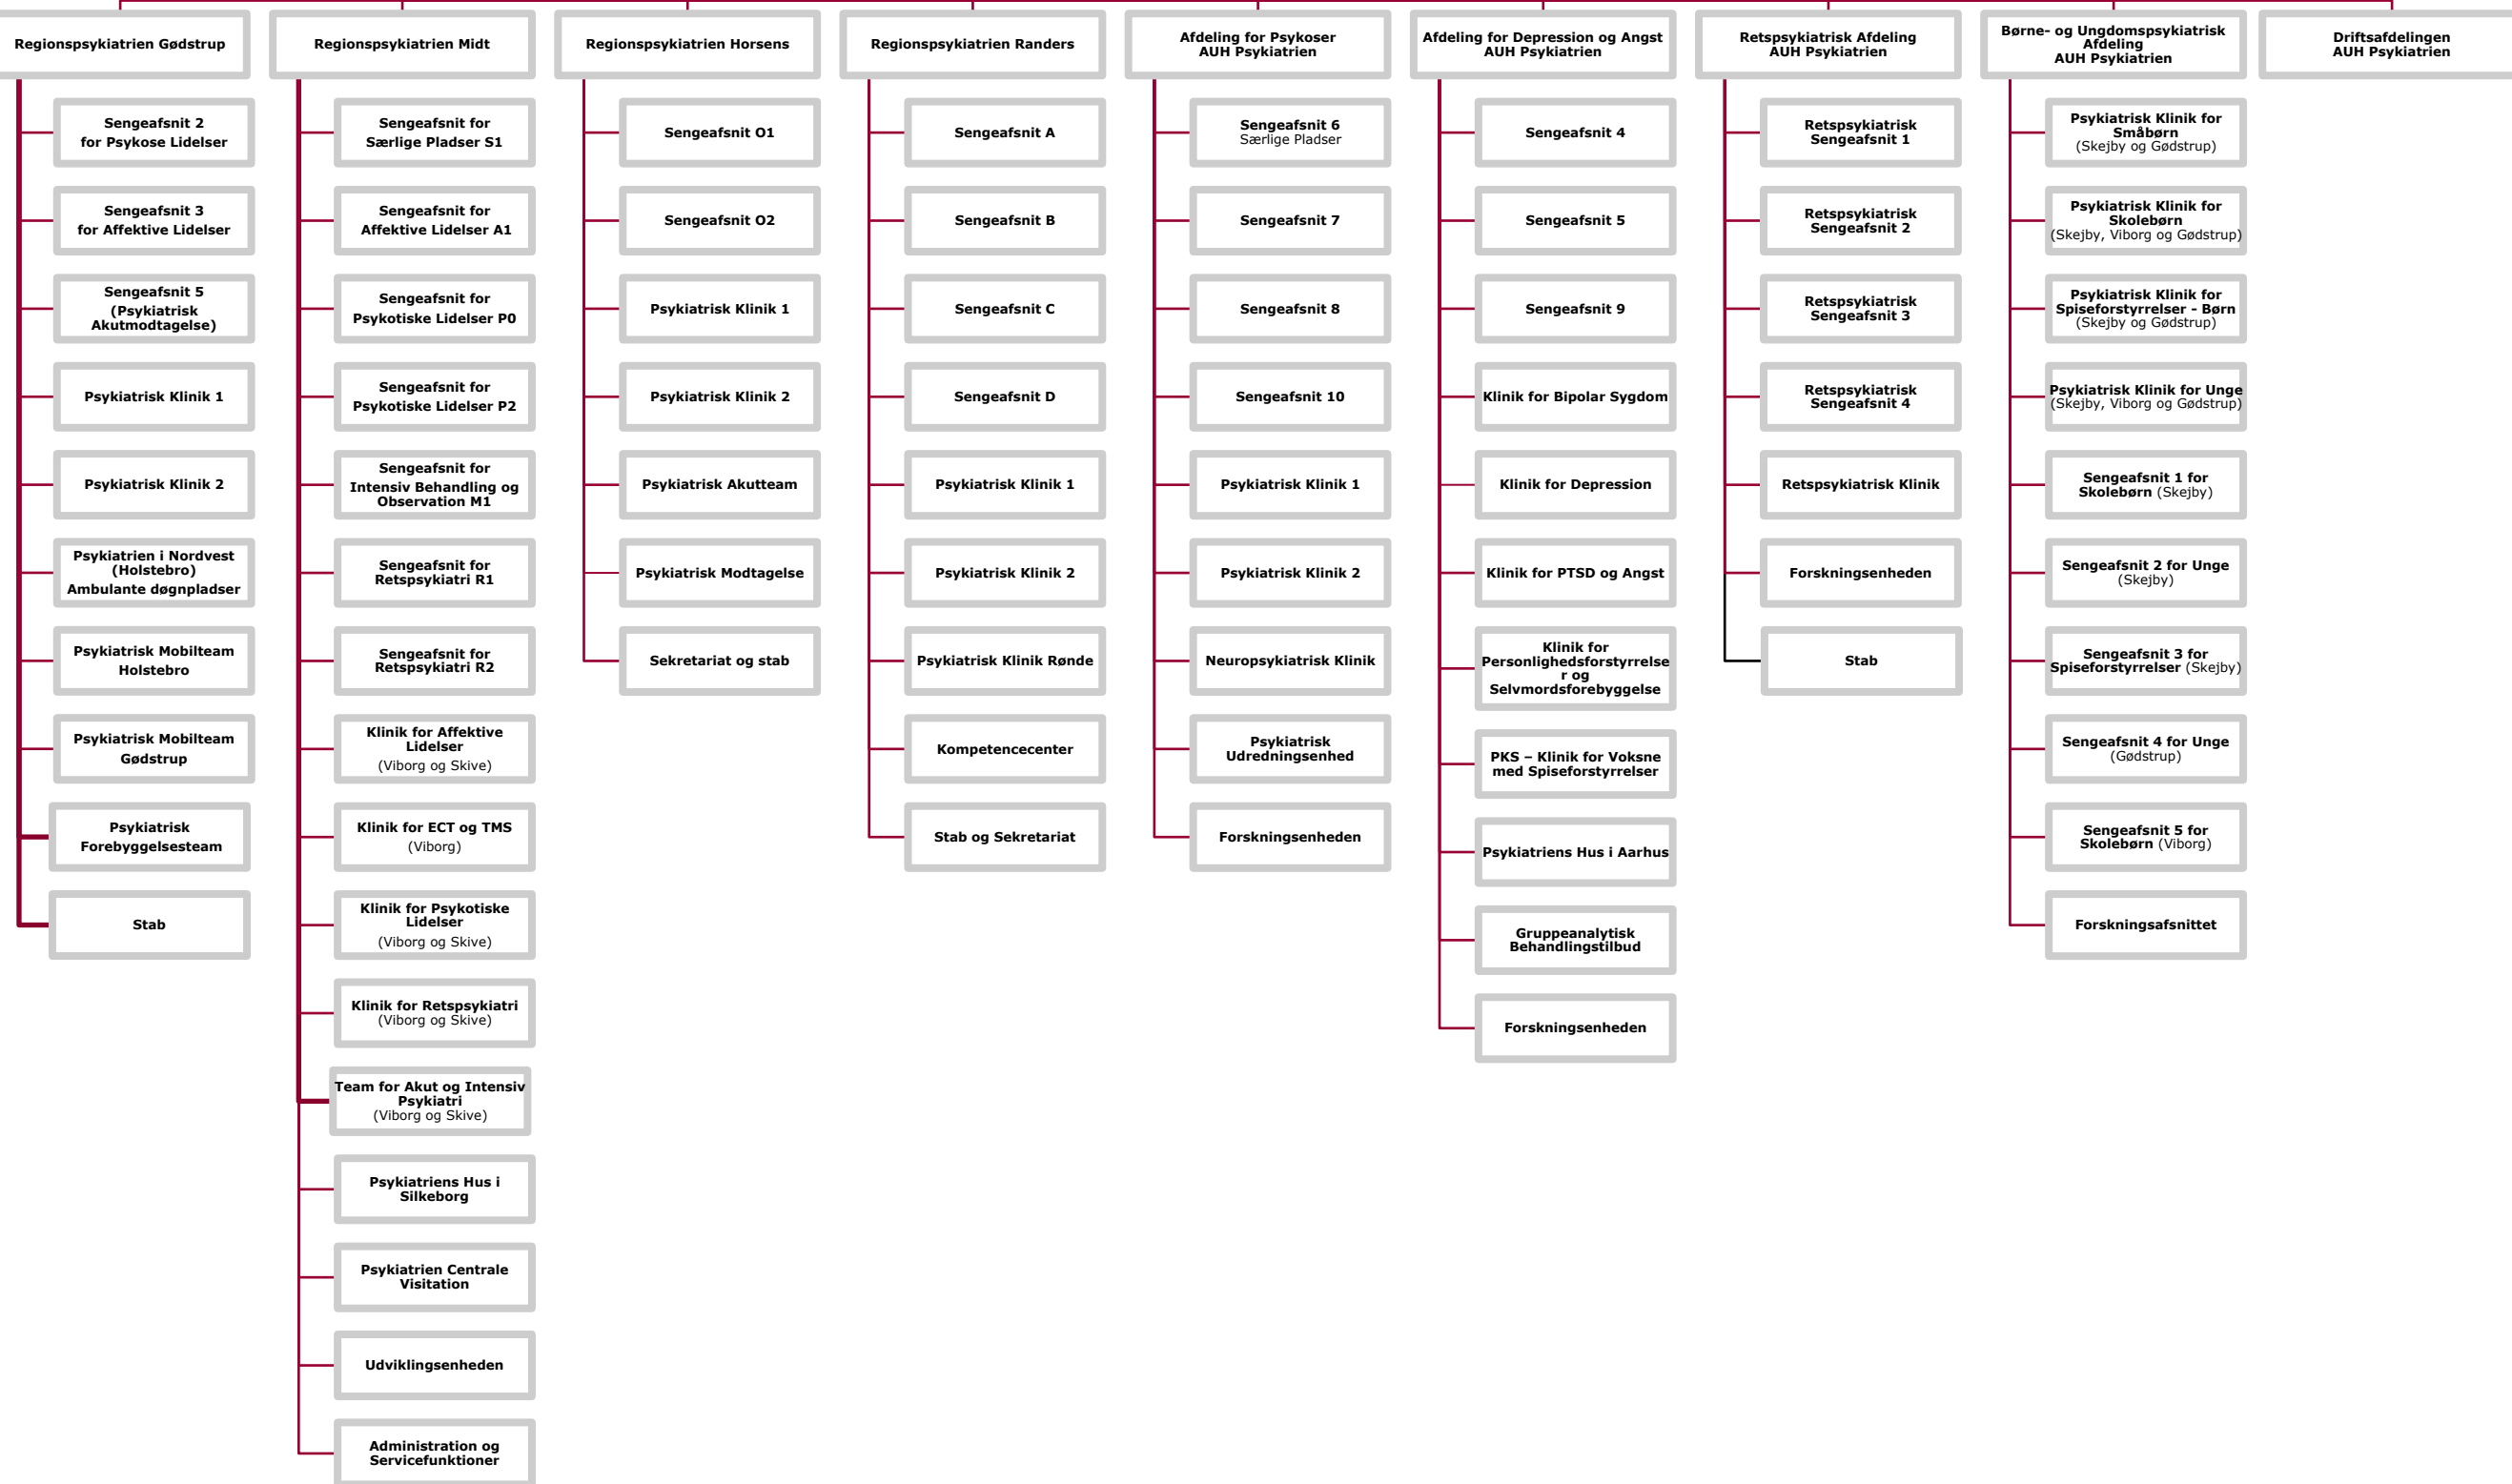 Regionspsykiatrien Gødstrup
Sengeafsnit 2
for Psykose Lidelser
Sengeafsnit 3
for Affektive Lidelser
Sengeafsnit 5
(Psykiatrisk
Akutmodtagelse)
Psykiatrisk Klinik 1
Psykiatrisk Klinik 2
Psykiatrien i Nordvest
(Holstebro)
Ambulante døgnpladser
Psykiatrisk Mobilteam
Holstebro
Psykiatrisk Mobilteam
Gødstrup
Psykiatrisk
Forebyggelsesteam
Stab
Regionspsykiatrien Midt
Sengeafsnit for
Særlige Pladser S1
Sengeafsnit for
Affektive Lidelser A1
Sengeafsnit for
Psykotiske Lidelser P0
Sengeafsnit for
Psykotiske Lidelser P2
Sengeafsnit for
Intensiv Behandling og
Observation M1
Sengeafsnit for
Retspsykiatri R1
Sengeafsnit for
Retspsykiatri R2
Klinik for Affektive
Lidelser
(Viborg og Skive)
Klinik for ECT og TMS
(Viborg)
Klinik for Psykotiske
Lidelser
(Viborg og Skive)
Klinik for Retspsykiatri
(Viborg og Skive)
Team for Akut og Intensiv
Psykiatri
(Viborg og Skive)
Psykiatriens Hus i
Silkeborg
Psykiatrien Centrale
Visitation
Udviklingsenheden
Administration og
Servicefunktioner
Regionspsykiatrien Horsens
Sengeafsnit O1
Sengeafsnit O2
Psykiatrisk Klinik 1
Psykiatrisk Klinik 2
Psykiatrisk Akutteam
Psykiatrisk Modtagelse
Sekretariat og stab
Regionspsykiatrien Randers
Sengeafsnit A
Sengeafsnit B
Sengeafsnit C
Sengeafsnit D
Psykiatrisk Klinik 1
Psykiatrisk Klinik 2
Psykiatrisk Klinik Rønde
Kompetencecenter
Stab og Sekretariat
Afdeling for Psykoser
AUH Psykiatrien
Sengeafsnit 6
Særlige Pladser
Sengeafsnit 7
Sengeafsnit 8
Sengeafsnit 10
Psykiatrisk Klinik 1
Psykiatrisk Klinik 2
Neuropsykiatrisk Klinik
Psykiatrisk
Udredningsenhed
Forskningsenheden
Afdeling for Depression og Angst
AUH Psykiatrien
Sengeafsnit 4
Sengeafsnit 5
Sengeafsnit 9
Klinik for Bipolar Sygdom
Klinik for Depression
Klinik for PTSD og Angst
Klinik for
Personlighedsforstyrrelse
r og
Selvmordsforebyggelse
PKS – Klinik for Voksne
med Spiseforstyrrelser
Psykiatriens Hus i Aarhus
Gruppeanalytisk
Behandlingstilbud
Forskningsenheden
Retspsykiatrisk Afdeling
AUH Psykiatrien
Retspsykiatrisk
Sengeafsnit 1
Retspsykiatrisk
Sengeafsnit 2
Retspsykiatrisk
Sengeafsnit 3
Retspsykiatrisk
Sengeafsnit 4
Retspsykiatrisk Klinik
Forskningsenheden
Stab
Børne- og Ungdomspsykiatrisk
Afdeling
AUH Psykiatrien
Psykiatrisk Klinik for
Småbørn
(Skejby og Gødstrup)
Psykiatrisk Klinik for
Skolebørn
(Skejby, Viborg og Gødstrup)
Psykiatrisk Klinik for
Spiseforstyrrelser - Børn
(Skejby og Gødstrup)
Psykiatrisk Klinik for Unge
(Skejby, Viborg og Gødstrup)
Sengeafsnit 1 for
Skolebørn (Skejby)
Sengeafsnit 2 for Unge
(Skejby)
Sengeafsnit 3 for
Spiseforstyrrelser (Skejby)
Sengeafsnit 4 for Unge
(Gødstrup)
Sengeafsnit 5 for
Skolebørn (Viborg)
Forskningsafsnittet
Driftsafdelingen
AUH Psykiatrien